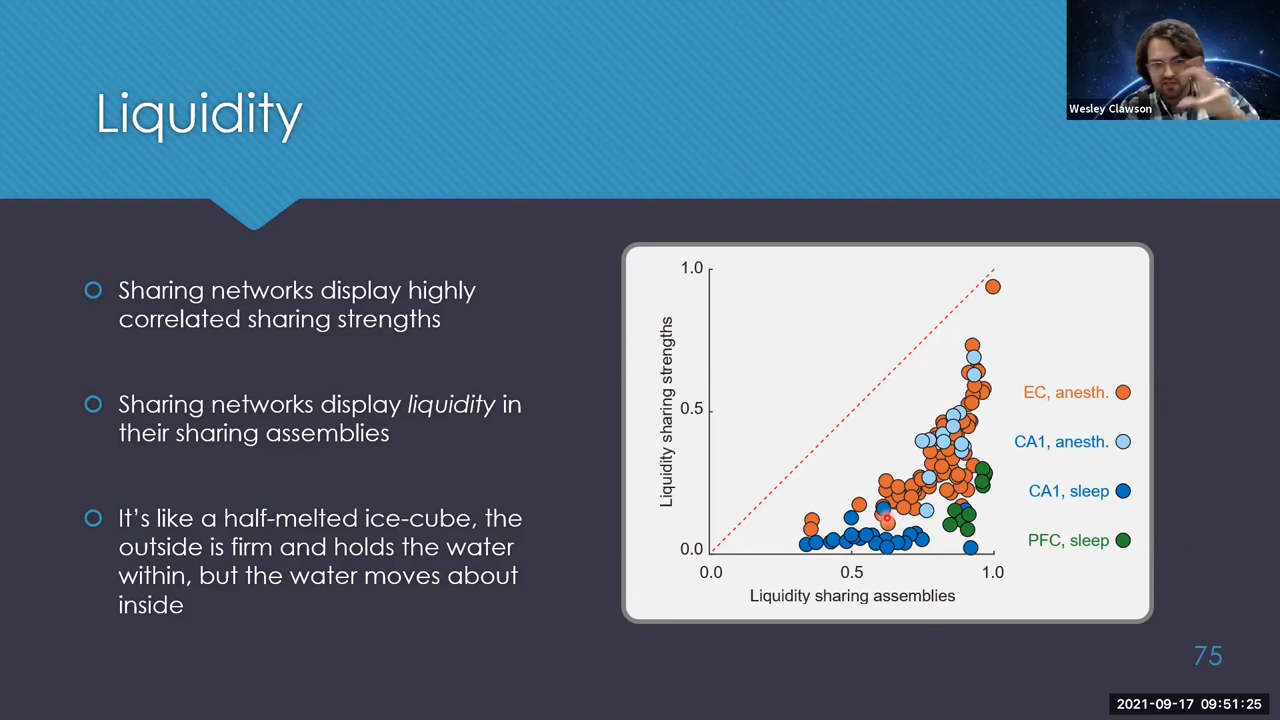 Liquidity
Wesley Clawson
Sharing networks display highly
correlated sharing strengths
Sharing networks display liquidity in
their sharing assemblies
It's like a half-melted ice-cube, the
outside is firm and holds the water
within, but the water moves about
inside
1.0
0.5
0.0
Liquidity sharing strengths
0.0 0.5 1.0
Liquidity sharing assemblies
EC, anesth.
CA1, anesth.
CA1, sleep
PFC, sleep
75
2021-09-17 09:51:25